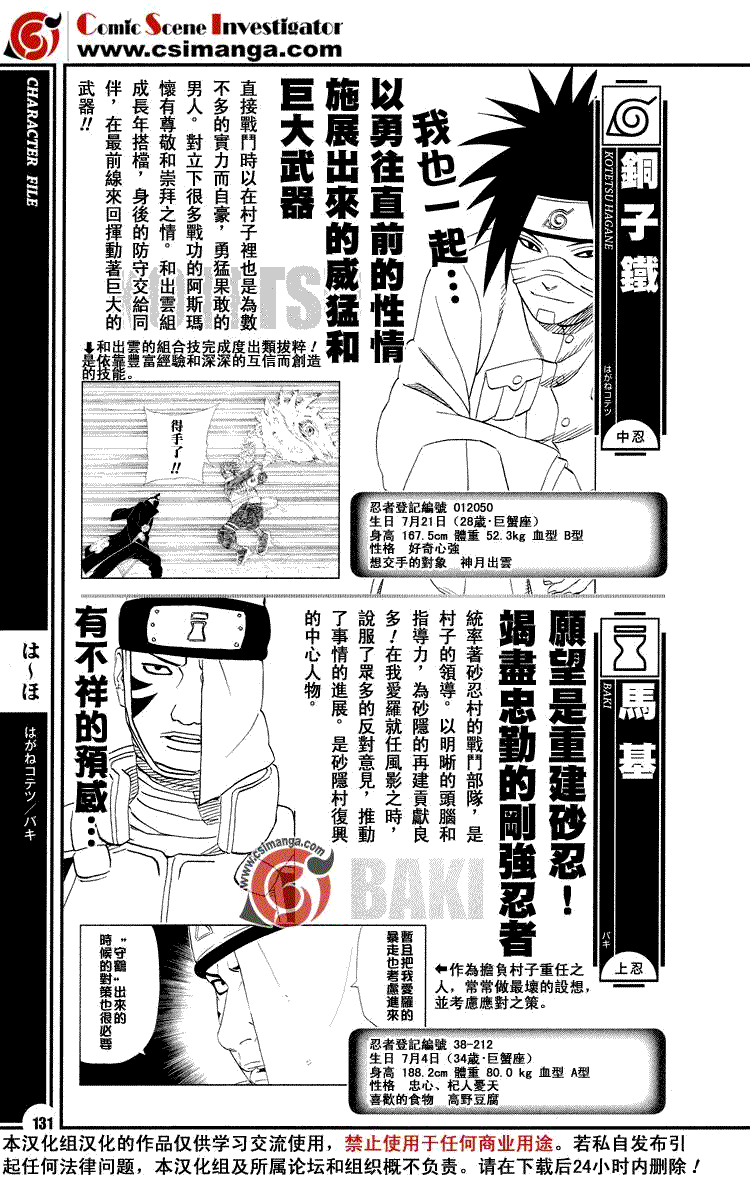 Comic Scene Investigator
www.csimanga.com
CHARACTER FILE
銅子鐵
KOTETSU HAGANE
はがねコテツ
中忍
我也一起…
以勇往直前的性情
施展出來的威猛和
巨大武器
直接戰鬥時以在村子裡也是為數
不多的實力而自豪，勇猛果敢的
男人。對立下很多戰功的阿斯瑪
懷有尊敬和崇拜之情。和出雲組
成長年搭檔，身後的防守交給同
伴，在最前線來回揮動著巨大的
武器！！
⬇和出雲的組合技完成度出類拔粹！
是依靠豐富經驗和深深的互信而創造
的技能。
得手了！！
忍者登記編號 012050
生日 7月21日（28歲·巨蟹座）
身高 167.5cm 體重 52.3kg 血型 B型
性格 好奇心強
想交手的對象 神月出雲
馬基
BAKI
バキ
上忍
願望是重建砂忍！
竭盡忠勤的剛強忍者
統率著砂忍村的戰鬥部隊，是
村子的領導。以明晰的頭腦和
指導力，為砂隱的再建貢獻良
多！在我愛羅就任風影之時，
說服了眾多的反對意見，推動
了事情的進展。是砂隱村復興
的中心人物。
有不祥的預感…
www.csimanga.com
BAKI
⬅作為擔負村子重任之
人，常常做最壞的設想，
並考慮應對之策。
暫且把我愛羅的
暴走也考慮進來
“守鶴”出來的
時候的對策也很必要
忍者登記編號 38-212
生日 7月4日（34歲·巨蟹座）
身高 188.2cm 體重 80.0 kg 血型 A型
性格 忠心、杞人憂天
喜歡的食物 高野豆腐
は〜ほ
はがねコテツ／バキ
131
本汉化组汉化的作品仅供学习交流使用，禁止使用于任何商业用途。若私自发布引
起任何法律问题，本汉化组及所属论坛和组织概不负责。请在下载后24小时内删除！